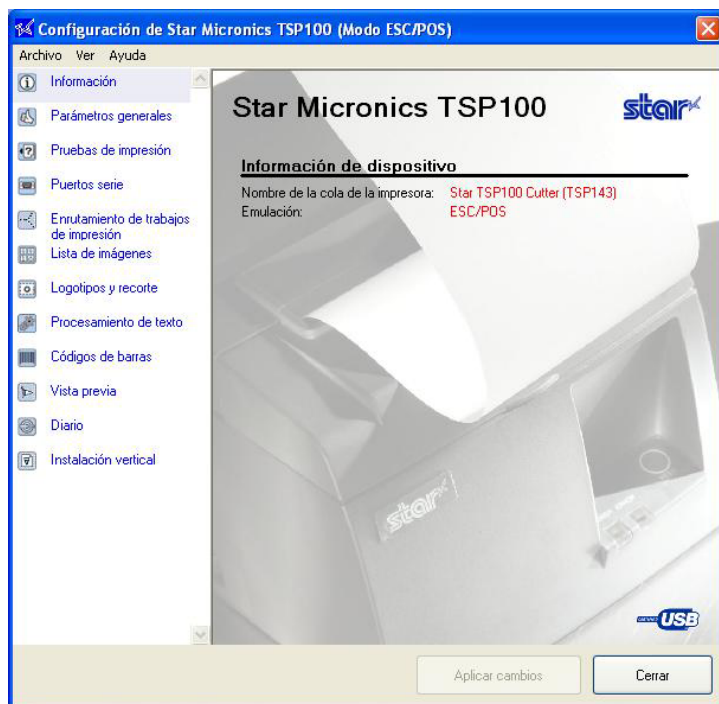 Configuración de Star Micronics TSP100 (Modo ESC/POS)
Archivo Ver Ayuda
Información
Parámetros generales
Pruebas de impresión
Puertos serie
Enrutamiento de trabajos
de impresión
Lista de imágenes
Logotipos y recorte
Procesamiento de texto
Códigos de barras
Vista previa
Diario
Instalación vertical
Star Micronics TSP100
star
Información de dispositivo
Nombre de la cola de la impresora: Star TSP100 Cutter (TSP143)
Emulación: ESC/POS
star
USB
Aplicar cambios
Cerrar